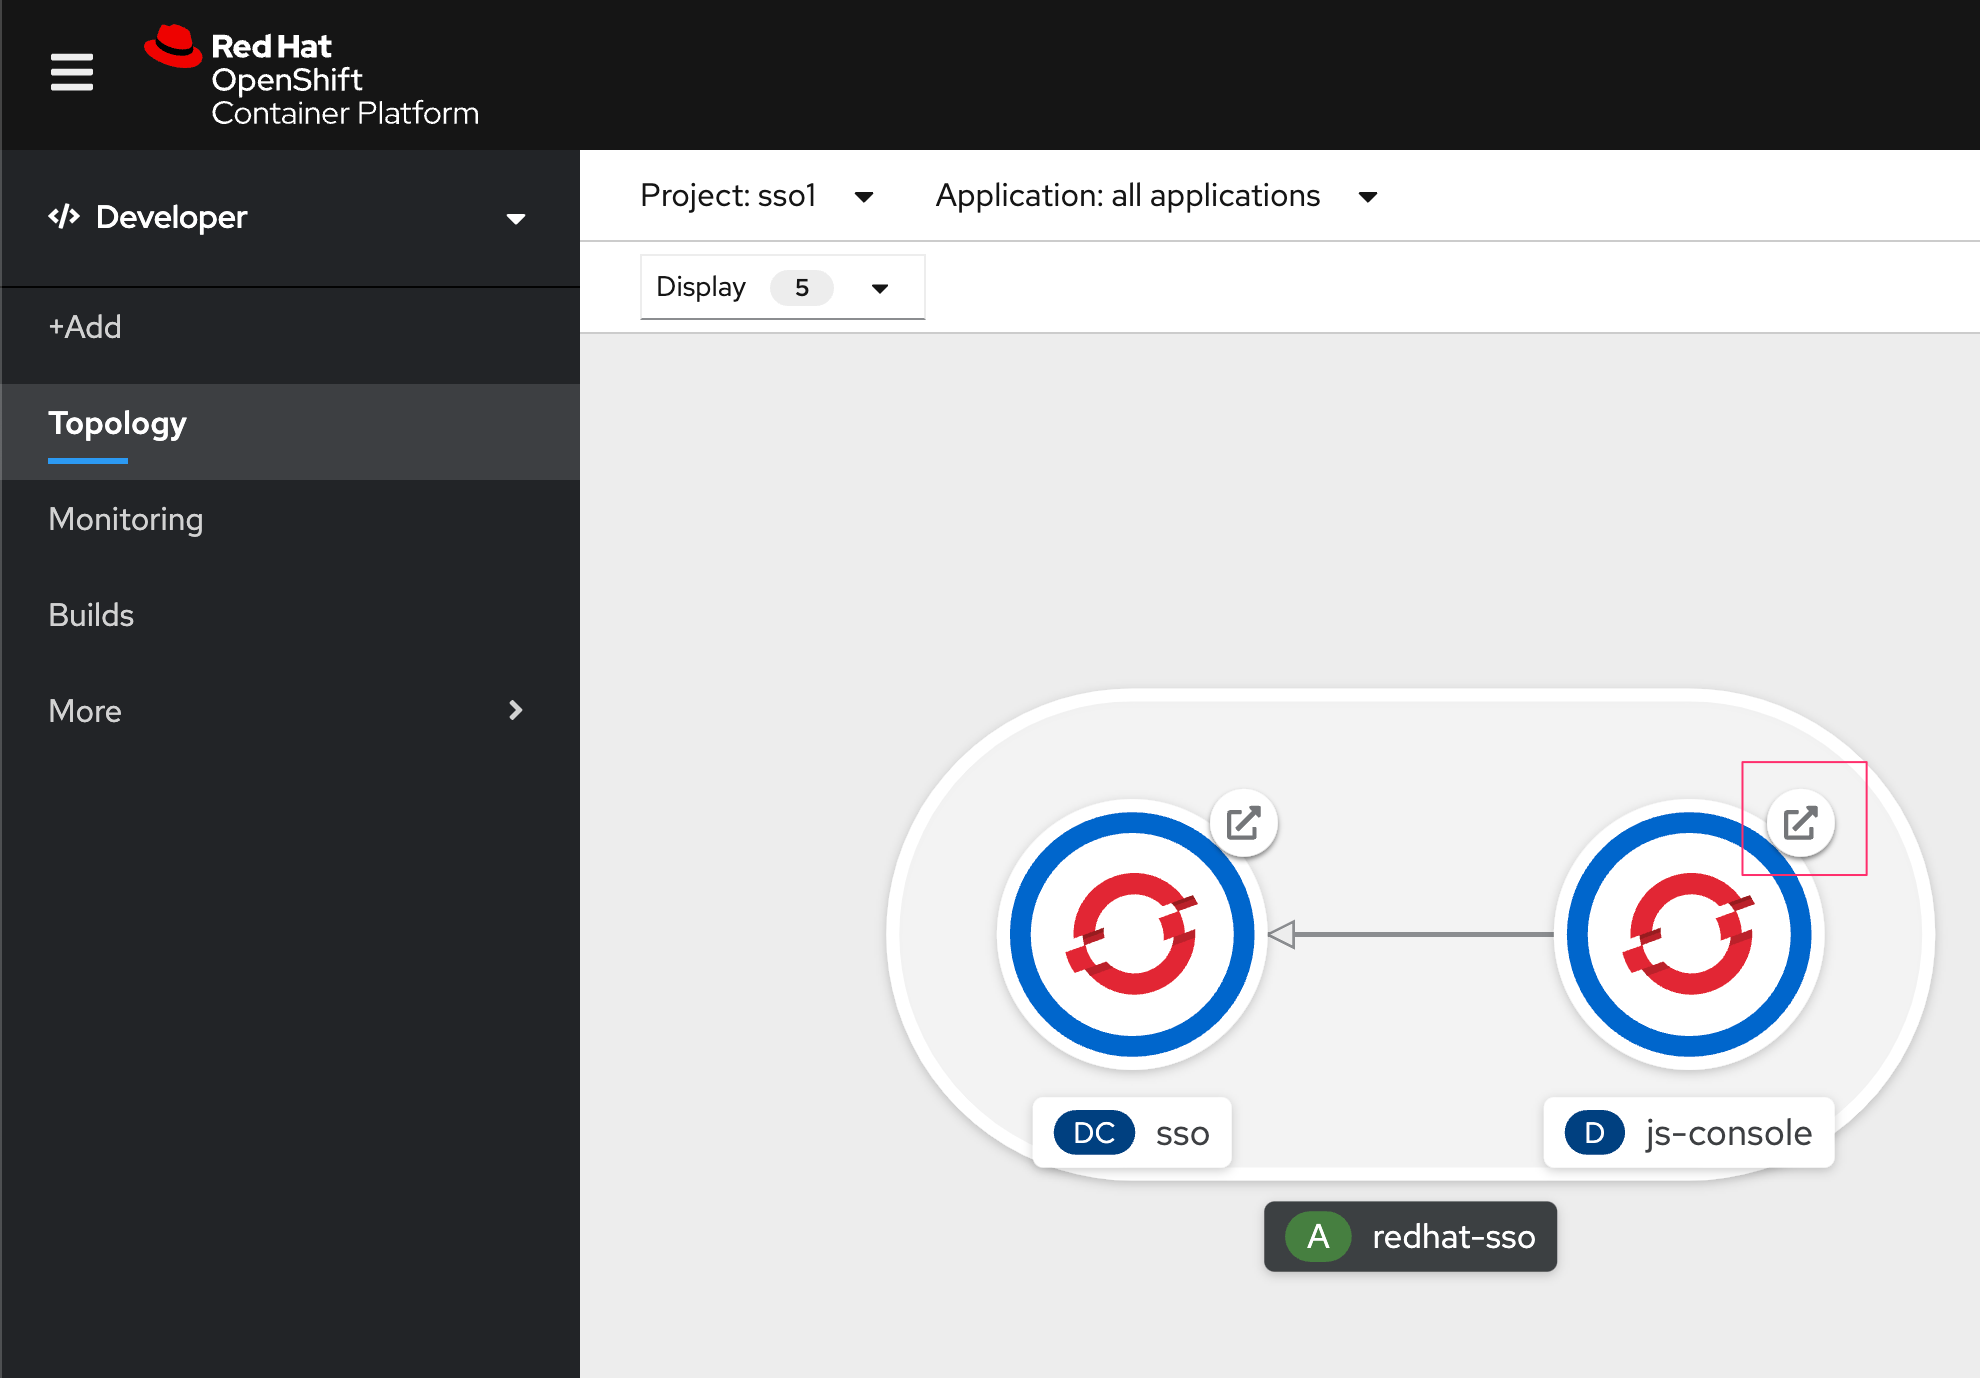 Red Hat
OpenShift
Container Platform
Developer
Project: sso1
Application: all applications
Display 5
+Add
Topology
Monitoring
Builds
More
DC sso
D js-console
A redhat-sso